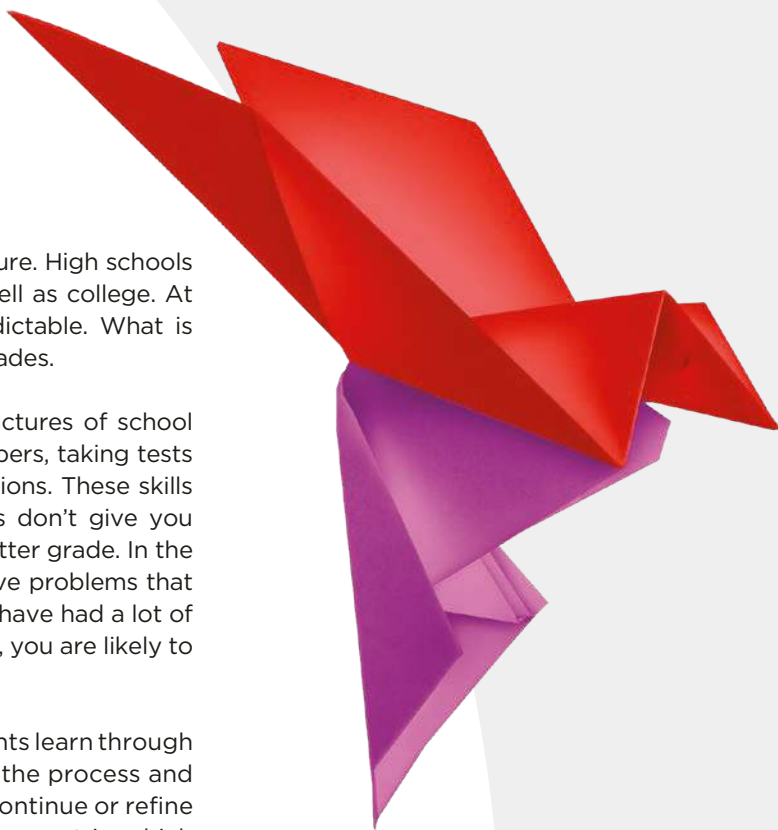 ure. High schools
ell as college. At
dictable. What is
ades.
ctures of school
pers, taking tests
ions. These skills
s don’t give you
tter grade. In the
ve problems that
have had a lot of
, you are likely to
nts learn through
the process and
ontinue or refine